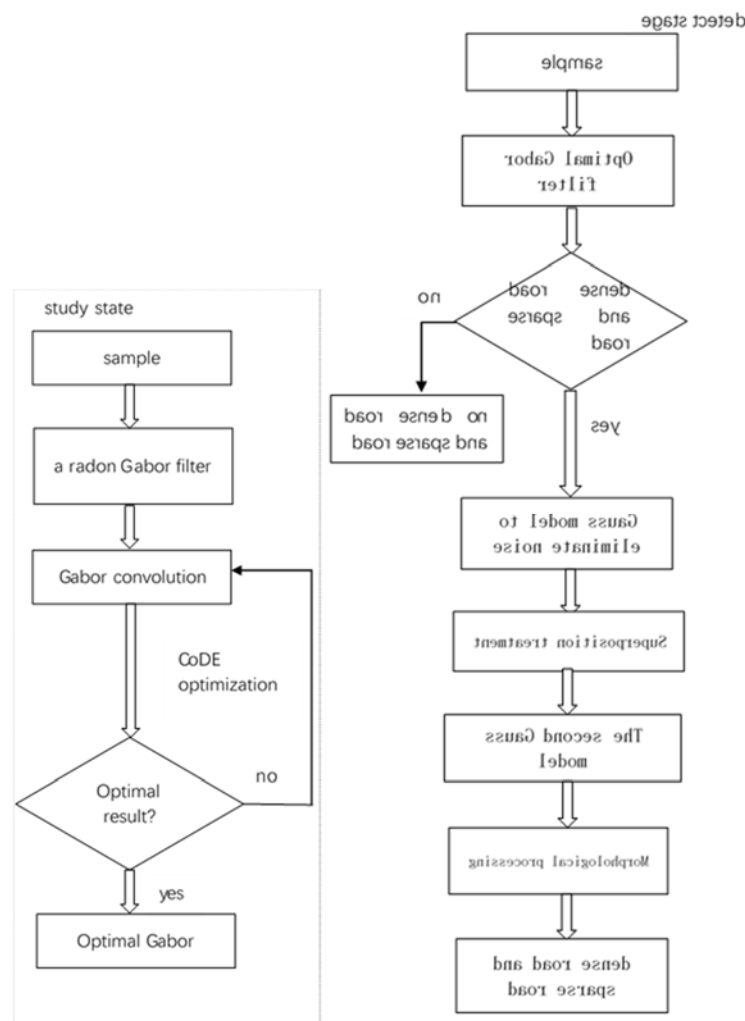 detect stage
sample
Optimal Gabor
filter
dense road
and sparse
road
no
no dense road
and sparse road
yes
Gauss model to
eliminate noise
Superposition treatment
The second Gauss
model
Morphological processing
dense road and
sparse road
study state
sample
a radon Gabor filter
Gabor convolution
CoDE
optimization
Optimal
result?
no
yes
Optimal Gabor